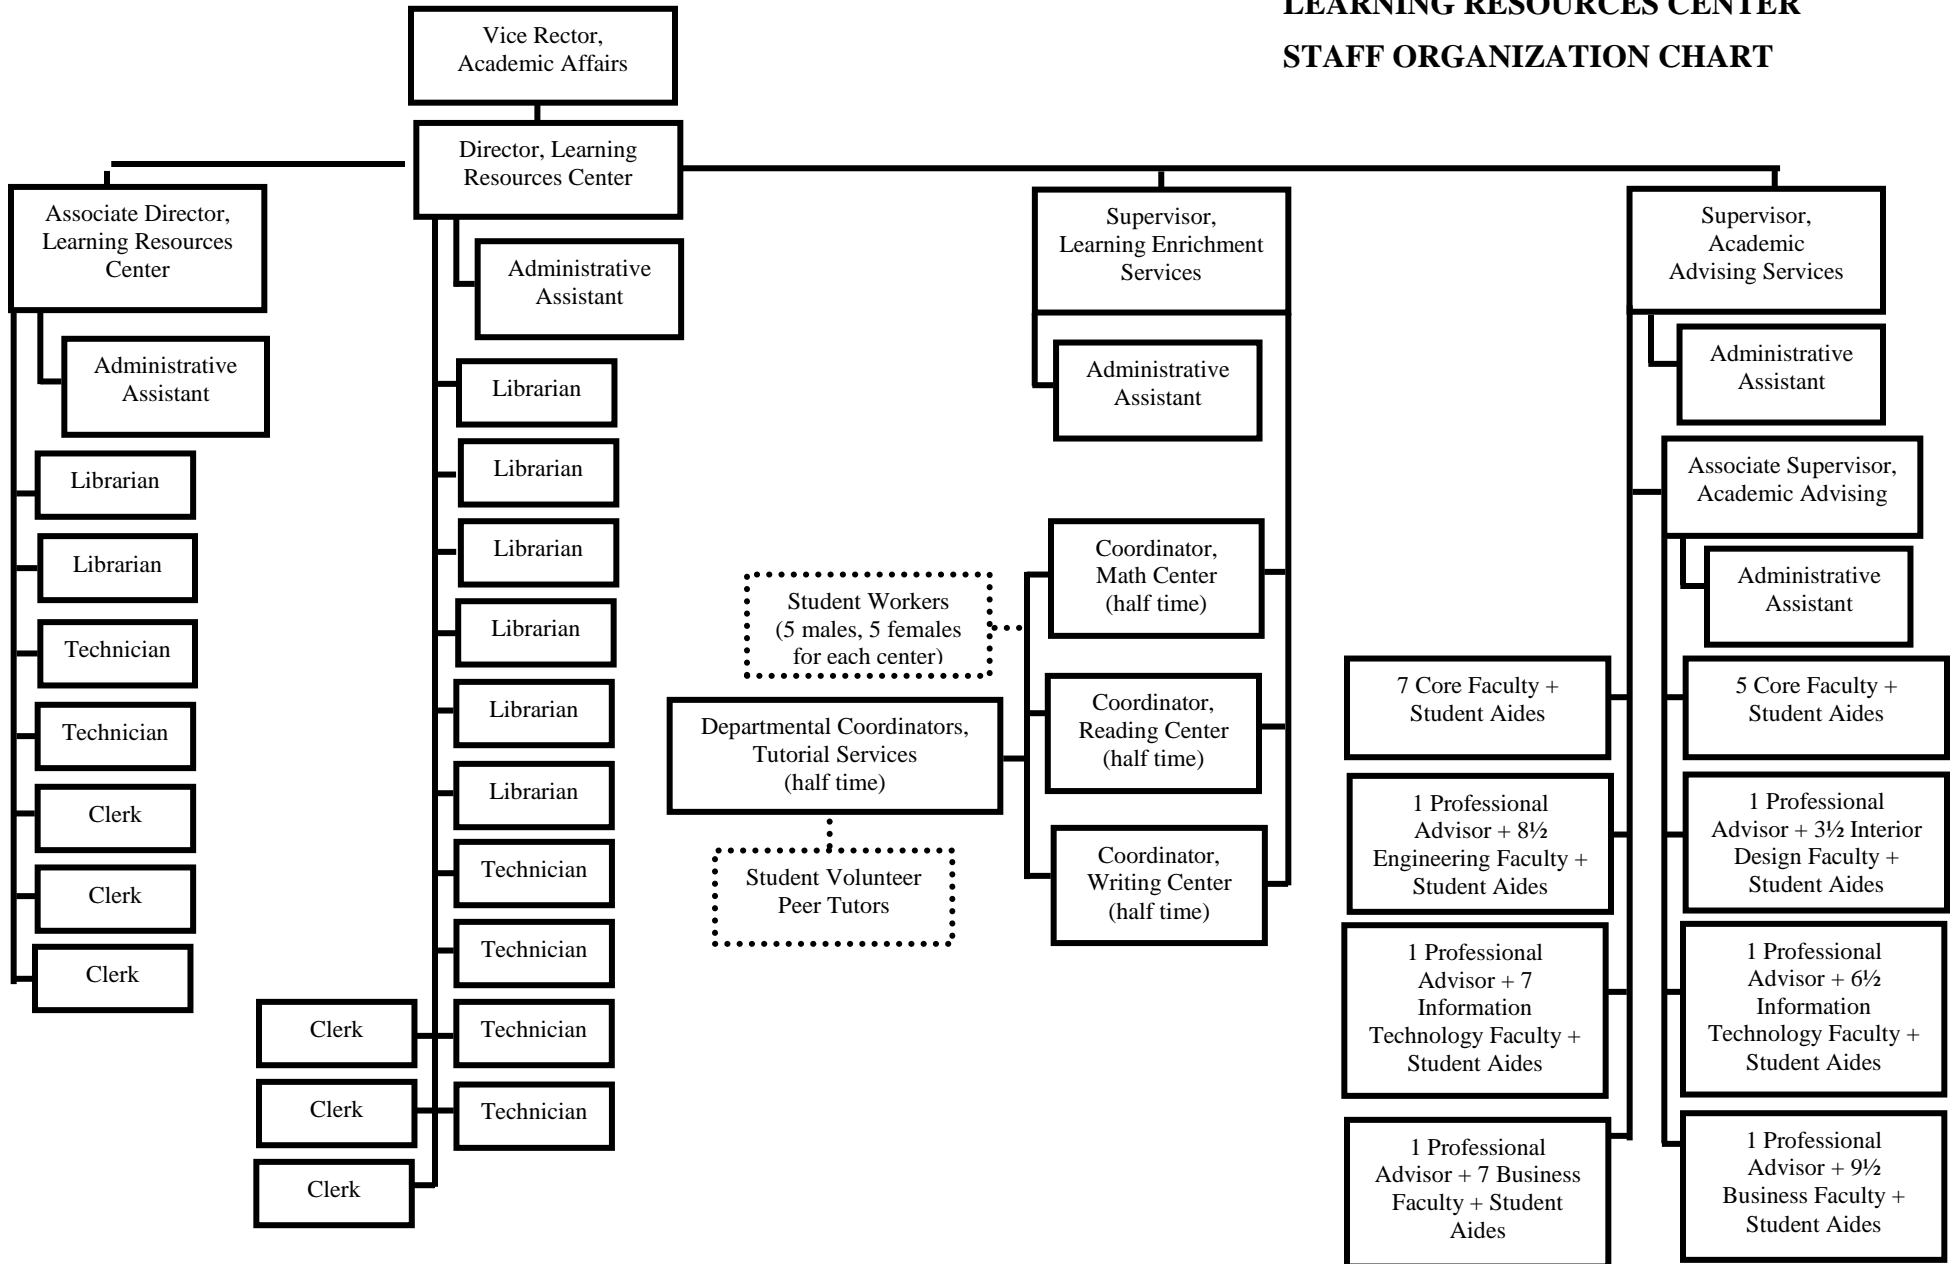 LEARNING RESOURCES CENTER
STAFF ORGANIZATION CHART
Vice Rector,
Academic Affairs
Director, Learning
Resources Center
Associate Director,
Learning Resources
Center
Administrative
Assistant
Librarian
Librarian
Technician
Technician
Clerk
Clerk
Clerk
Administrative
Assistant
Librarian
Librarian
Librarian
Librarian
Librarian
Librarian
Technician
Technician
Technician
Technician
Clerk
Clerk
Clerk
Supervisor,
Learning Enrichment
Services
Administrative
Assistant
Coordinator,
Math Center
(half time)
Student Workers
(5 males, 5 females
for each center)
Coordinator,
Reading Center
(half time)
Departmental Coordinators,
Tutorial Services
(half time)
Coordinator,
Writing Center
(half time)
Student Volunteer
Peer Tutors
Supervisor,
Academic
Advising Services
Administrative
Assistant
Associate Supervisor,
Academic Advising
Administrative
Assistant
7 Core Faculty +
Student Aides
1 Professional
Advisor + 8½
Engineering Faculty +
Student Aides
1 Professional
Advisor + 7
Information
Technology Faculty +
Student Aides
1 Professional
Advisor + 7 Business
Faculty + Student
Aides
5 Core Faculty +
Student Aides
1 Professional
Advisor + 3½ Interior
Design Faculty +
Student Aides
1 Professional
Advisor + 6½
Information
Technology Faculty +
Student Aides
1 Professional
Advisor + 9½
Business Faculty +
Student Aides